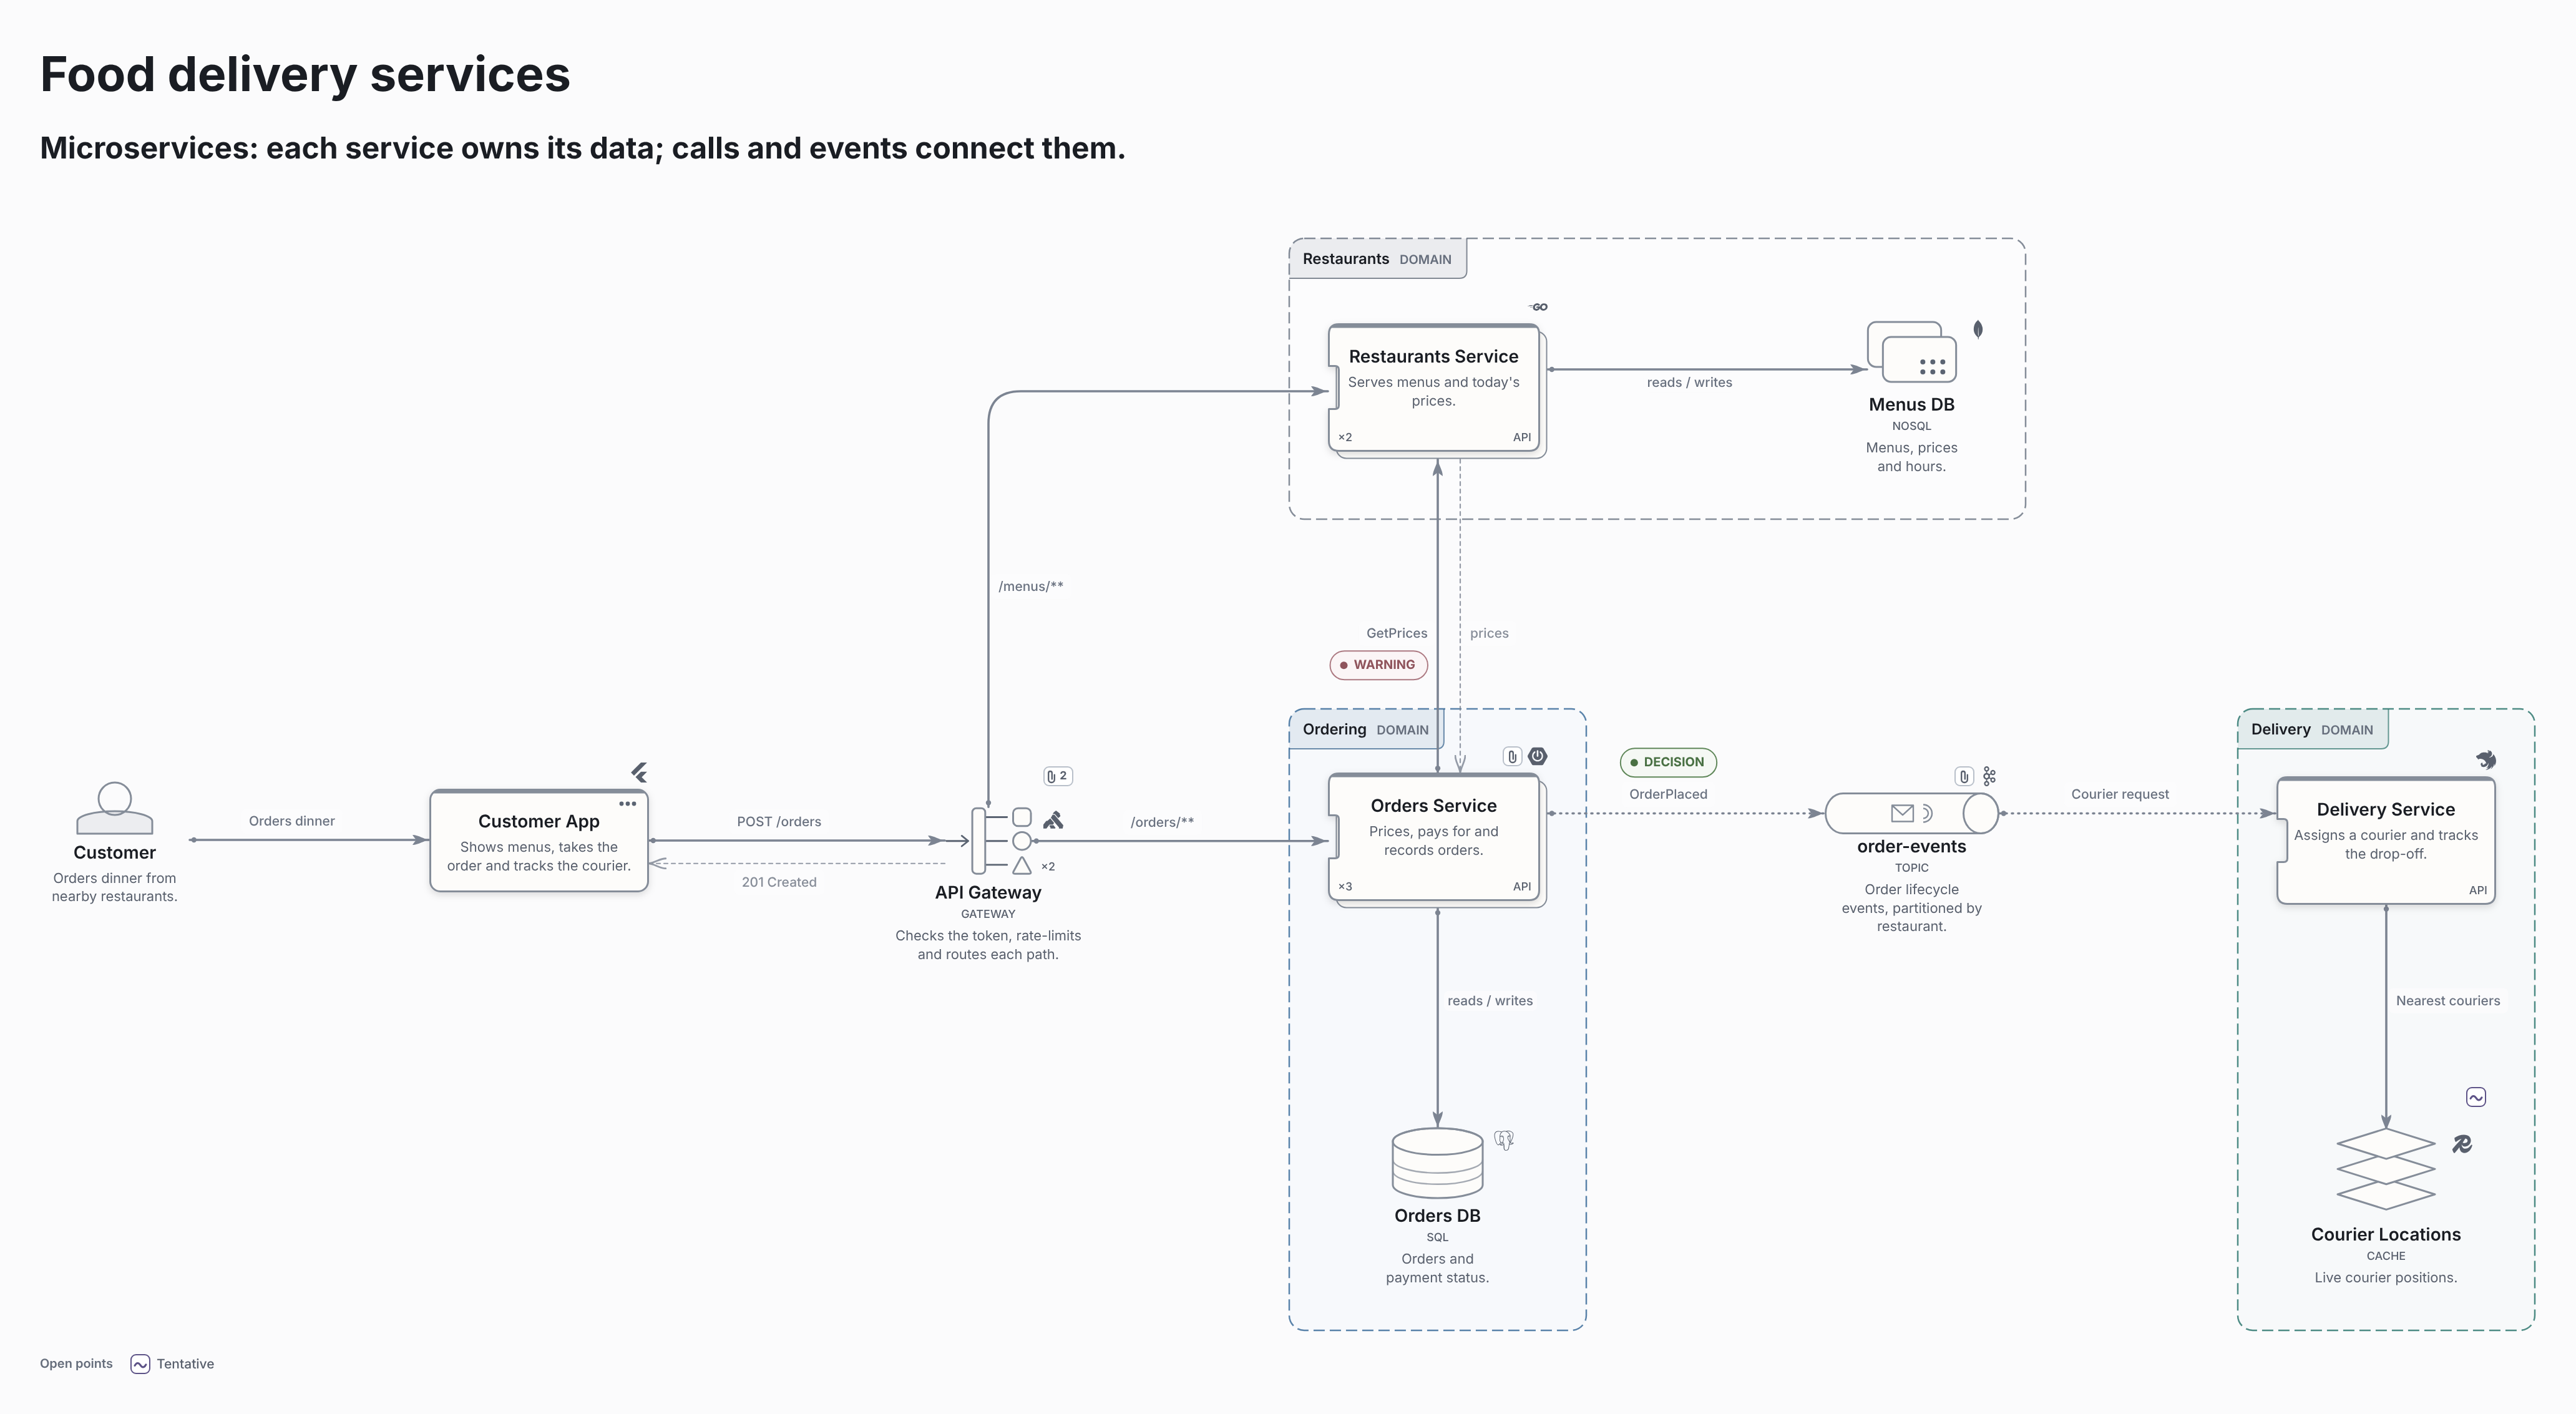 Food delivery services
Microservices: each service owns its data; calls and events connect them.
Restaurants DOMAIN
GO
Restaurants Service
Serves menus and today's
prices.
×2
API
reads / writes
Menus DB
NOSQL
Menus, prices
and hours.
/menus/**
GetPrices
WARNING
prices
Customer
Orders dinner from
nearby restaurants.
Orders dinner
Customer App
Shows menus, takes the
order and tracks the courier.
POST /orders
201 Created
2
×2
API Gateway
GATEWAY
Checks the token, rate-limits
and routes each path.
/orders/**
Ordering DOMAIN
Orders Service
Prices, pays for and
records orders.
×3
API
reads / writes
Orders DB
SQL
Orders and
payment status.
DECISION
OrderPlaced
order-events
TOPIC
Order lifecycle
events, partitioned by
restaurant.
Courier request
Delivery DOMAIN
Delivery Service
Assigns a courier and tracks
the drop-off.
API
Nearest couriers
Courier Locations
CACHE
Live courier positions.
Open points
Tentative